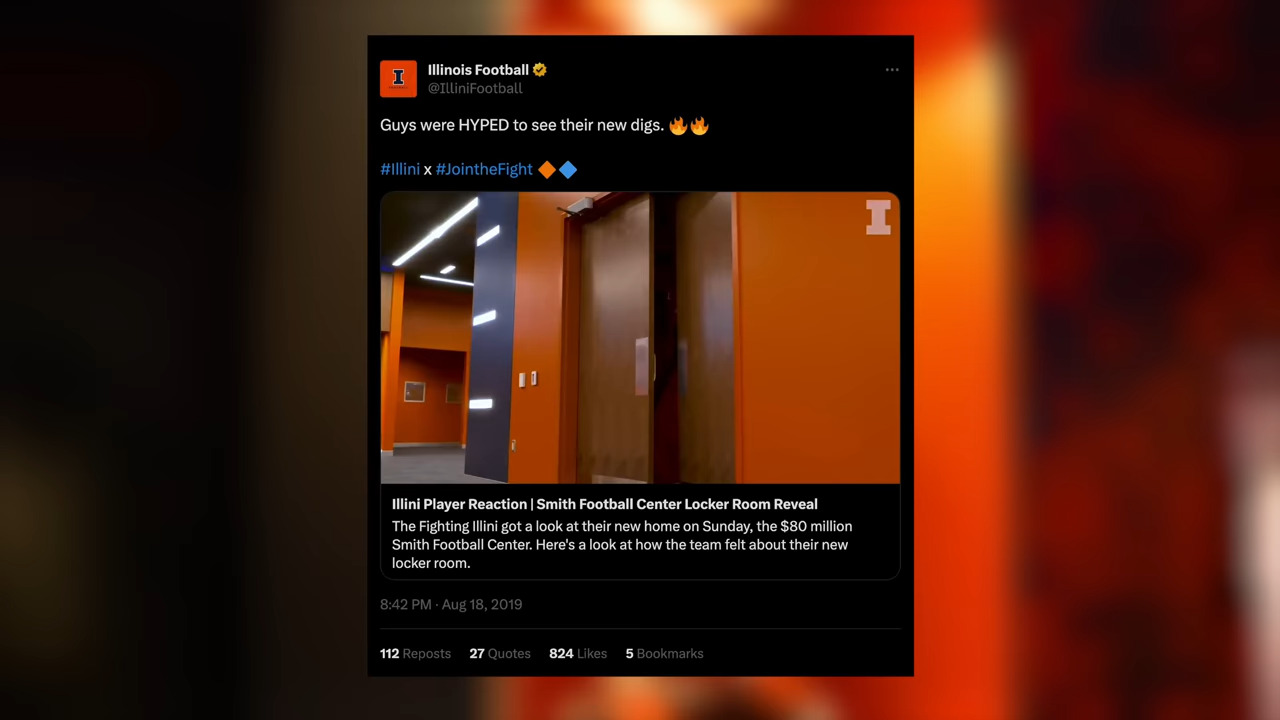 Illinois Football
@IlliniFootball
Guys were HYPED to see their new digs. 🔥🔥
#Illini x #JointheFight 🔶🔷
I
Illini Player Reaction | Smith Football Center Locker Room Reveal
The Fighting Illini got a look at their new home on Sunday, the $80 million
Smith Football Center. Here's a look at how the team felt about their new
locker room.
8:42 PM · Aug 18, 2019
112 Reposts 27 Quotes 824 Likes 5 Bookmarks